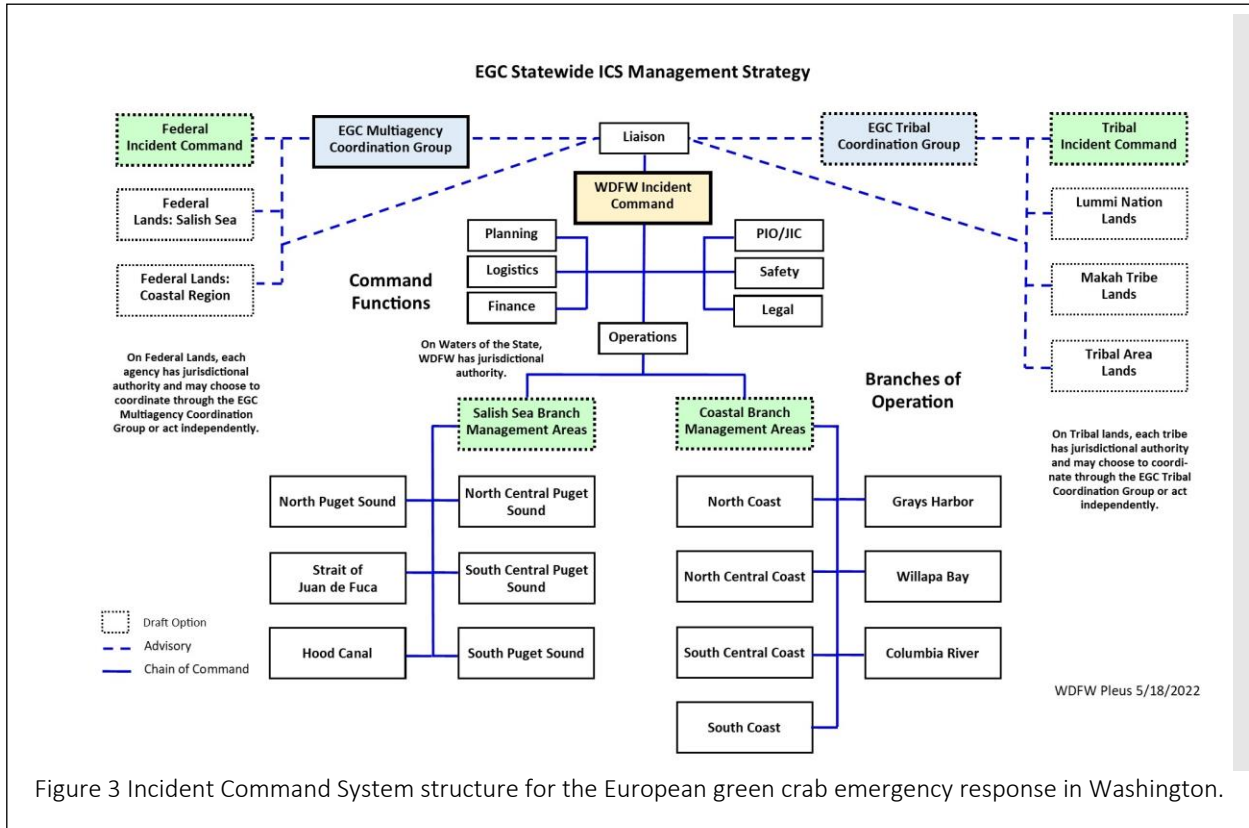 EGC Statewide ICS Management Strategy
Federal
Incident Command
EGC Multiagency
Coordination Group
Liaison
EGC Tribal
Coordination Group
Tribal
Incident Command
WDFW Incident
Command
Federal
Lands: Salish Sea
Lummi Nation
Lands
Planning
PIO/JIC
Command
Functions
Logistics
Safety
Federal Lands:
Coastal Region
Makah Tribe
Lands
Finance
Legal
Operations
On Waters of the State,
WDFW has jurisdictional
authority.
Tribal Area
Lands
On Federal Lands, each
agency has jurisdictional
authority and may choose to
coordinate through the EGC
Multiagency Coordination
Group or act independently.
Branches of
Operation
Salish Sea Branch
Management Areas
Coastal Branch
Management Areas
On Tribal lands, each tribe
has jurisdictional authority
and may choose to coordi-
nate through the EGC Tribal
Coordination Group or act
independently.
North Puget Sound
North Central Puget
Sound
North Coast
Grays Harbor
Strait of
Juan de Fuca
South Central Puget
Sound
North Central Coast
Willapa Bay
Hood Canal
South Puget Sound
South Central Coast
Columbia River
South Coast
Draft Option
Advisory
Chain of Command
WDFW Pleus 5/18/2022
Figure 3 Incident Command System structure for the European green crab emergency response in Washington.